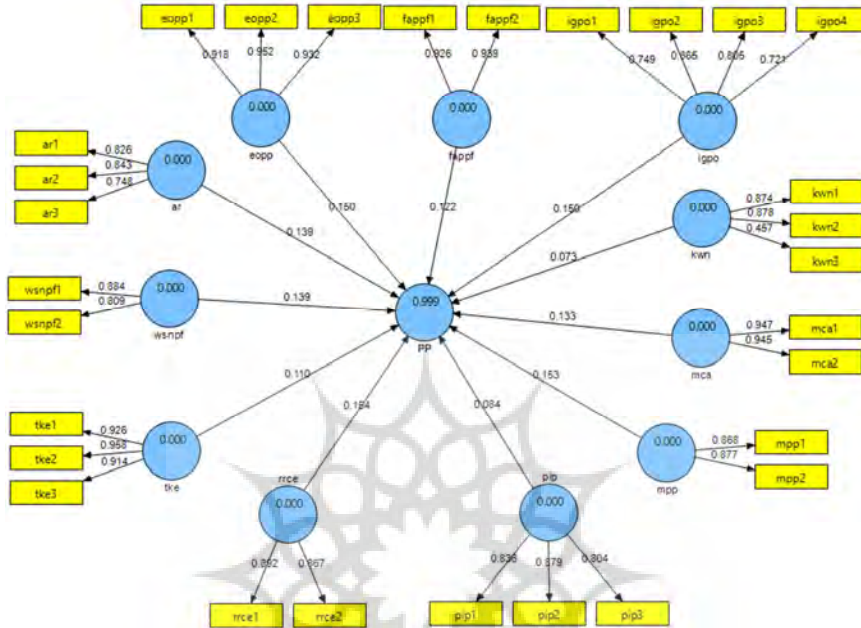 eopp1 eopp2 eopp3 fappf1 fappf2 igpo1 igpo2 igpo3 igpo4
0.918 0.952 0.932 0.926 0.939 0.749 0.805 0.721
0.000 0.000 0.000
eopp fappf igpo
ar1 0.826
ar2 0.843
ar3 0.748
0.000
ar
kwn1 0.874
kwn2 0.878
kwn3 0.457
0.000
kwn
0.122
0.139
0.073
wsnpf1 0.884
wsnpf2 0.809
0.000
wsnpf
0.139
0.999
PP
0.133
0.000
mca
mca1 0.947
mca2 0.945
0.110
0.153
0.084
tke1 0.926
tke2 0.958
tke3 0.914
0.000
tke
0.000
mpp
mpp1 0.868
mpp2 0.877
rrce
0.000
pip
0.000
0.892 0.867
0.879 0.804
rrce1 rrce2 pip1 pip2 pip3